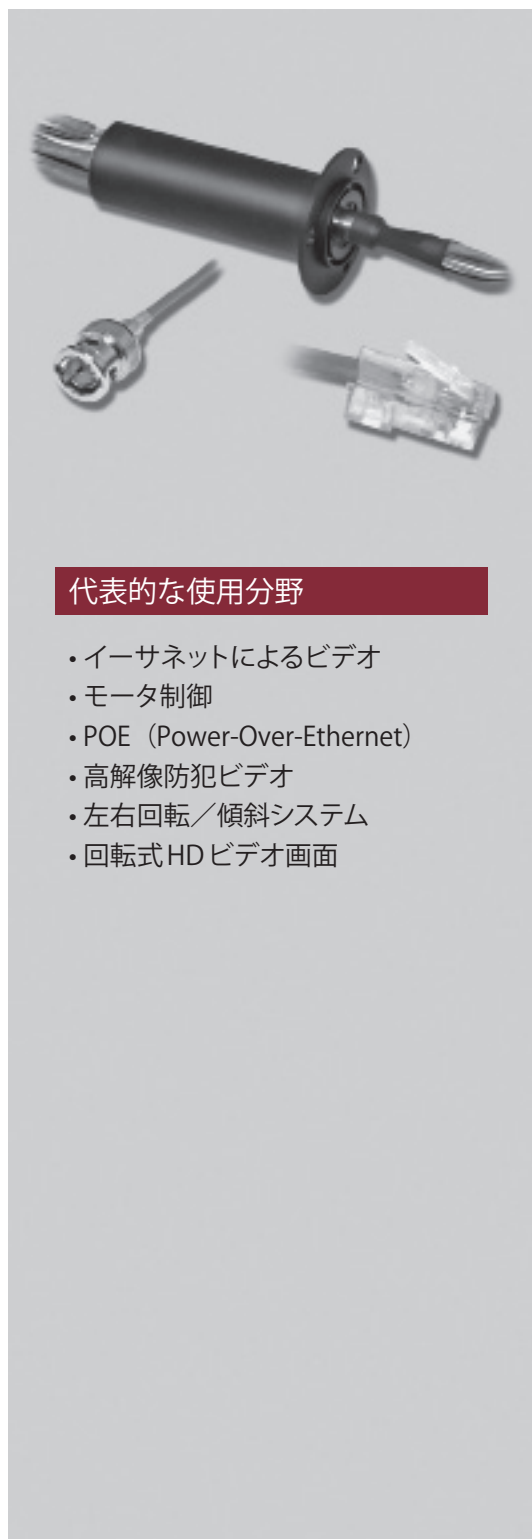 代表的な使用分野
• イーサネットによるビデオ
• モータ制御
• POE（Power-Over-Ethernet）
• 高解像防犯ビデオ
• 左右回転／傾斜システム
• 回転式HDビデオ画面